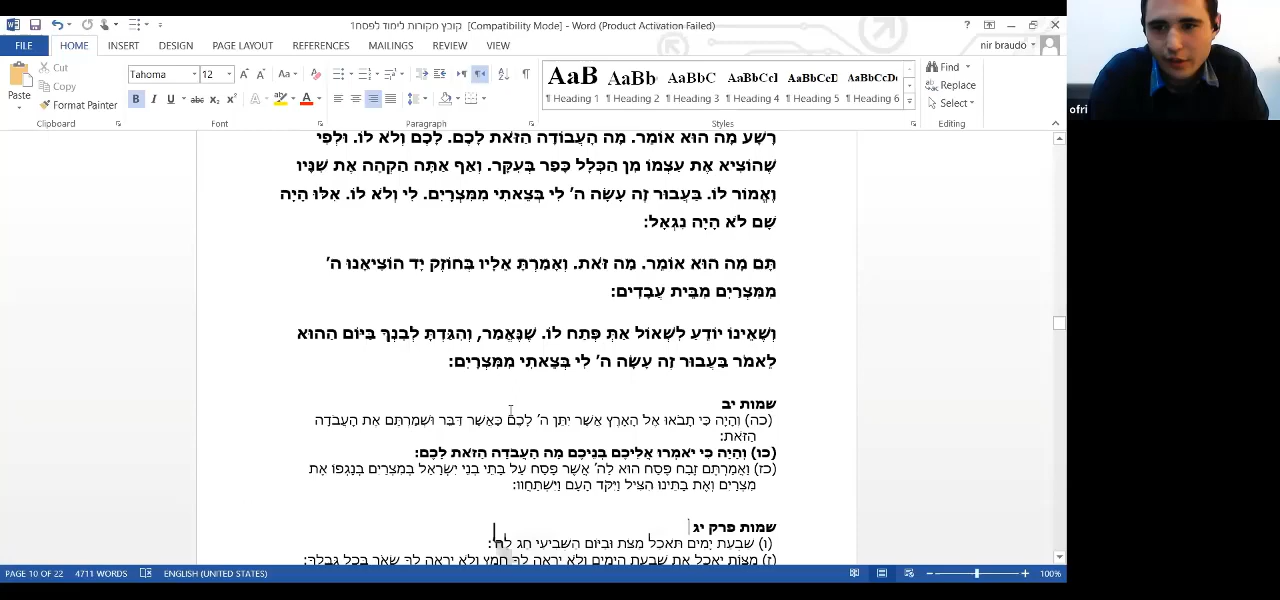 קובץ מקורות לימוד לפסח1 [Compatibility Mode] - Word (Product Activation Failed)
FILE HOME INSERT DESIGN PAGE LAYOUT REFERENCES MAILINGS REVIEW VIEW nir braudo
Cut
Copy
Format Painter
Paste
Tahoma 12
AaB AaBb AaBbC AaBbCcI AaBbCcD AaBbCcDc
¶ Heading 1 ¶ Heading 2 ¶ Heading 3 ¶ Heading 4 ¶ Heading 5 ¶ Heading 6
Find
Replace
Select
Clipboard Font Paragraph Styles Editing
ofri
רָשָׁע מָה הוּא אוֹמֵר. מָה הָעֲבוֹדָה הַזֹּאת לָכֶם. לָכֶם וְלֹא לוֹ. וּלְפִי
שֶׁהוֹצִיא אֶת עַצְמוֹ מִן הַכְּלָל כָּפַר בְּעִקָּר. וְאַף אַתָּה הַקְהֵה אֶת שִׁנָּיו
וֶאֱמוֹר לוֹ. בַּעֲבוּר זֶה עָשָׂה ה' לִי בְּצֵאתִי מִמִּצְרָיִם. לִי וְלֹא לוֹ. אִלּוּ הָיָה
שָׁם לֹא הָיָה נִגְאָל:
תָּם מָה הוּא אוֹמֵר. מַה זֹּאת. וְאָמַרְתָּ אֵלָיו בְּחוֹזֶק יָד הוֹצִיאָנוּ ה'
מִמִּצְרַיִם מִבֵּית עֲבָדִים:
וְשֶׁאֵינוֹ יוֹדֵעַ לִשְׁאוֹל אַתְּ פְּתַח לוֹ. שֶׁנֶּאֱמַר, וְהִגַּדְתָּ לְבִנְךָ בַּיּוֹם הַהוּא
לֵאמֹר בַּעֲבוּר זֶה עָשָׂה ה' לִי בְּצֵאתִי מִמִּצְרָיִם:
שמות יב
(כה) וְהָיָה כִּי תָבֹאוּ אֶל הָאָרֶץ אֲשֶׁר יִתֵּן ה' לָכֶם כַּאֲשֶׁר דִּבֵּר וּשְׁמַרְתֶּם אֶת הָעֲבֹדָה
הַזֹּאת:
(כו) וְהָיָה כִּי יֹאמְרוּ אֲלֵיכֶם בְּנֵיכֶם מָה הָעֲבֹדָה הַזֹּאת לָכֶם:
(כז) וַאֲמַרְתֶּם זֶבַח פֶּסַח הוּא לַה' אֲשֶׁר פָּסַח עַל בָּתֵּי בְנֵי יִשְׂרָאֵל בְּמִצְרַיִם בְּנָגְפּוֹ אֶת
מִצְרַיִם וְאֶת בָּתֵּינוּ הִצִּיל וַיִּקֹּד הָעָם וַיִּשְׁתַּחֲווּ:
שמות פרק יג
(ו) שִׁבְעַת יָמִים תֹּאכַל מַצֹּת וּבַיּוֹם הַשְּׁבִיעִי חַג לַה':
(ז) מַצּוֹת יֵאָכֵל אֵת שִׁבְעַת הַיָּמִים וְלֹא יֵרָאֶה לְךָ חָמֵץ וְלֹא יֵרָאֶה לְךָ שְׂאֹר בְּכָל גְּבֻלֶךָ:
PAGE 10 OF 22 4711 WORDS ENGLISH (UNITED STATES) 100%